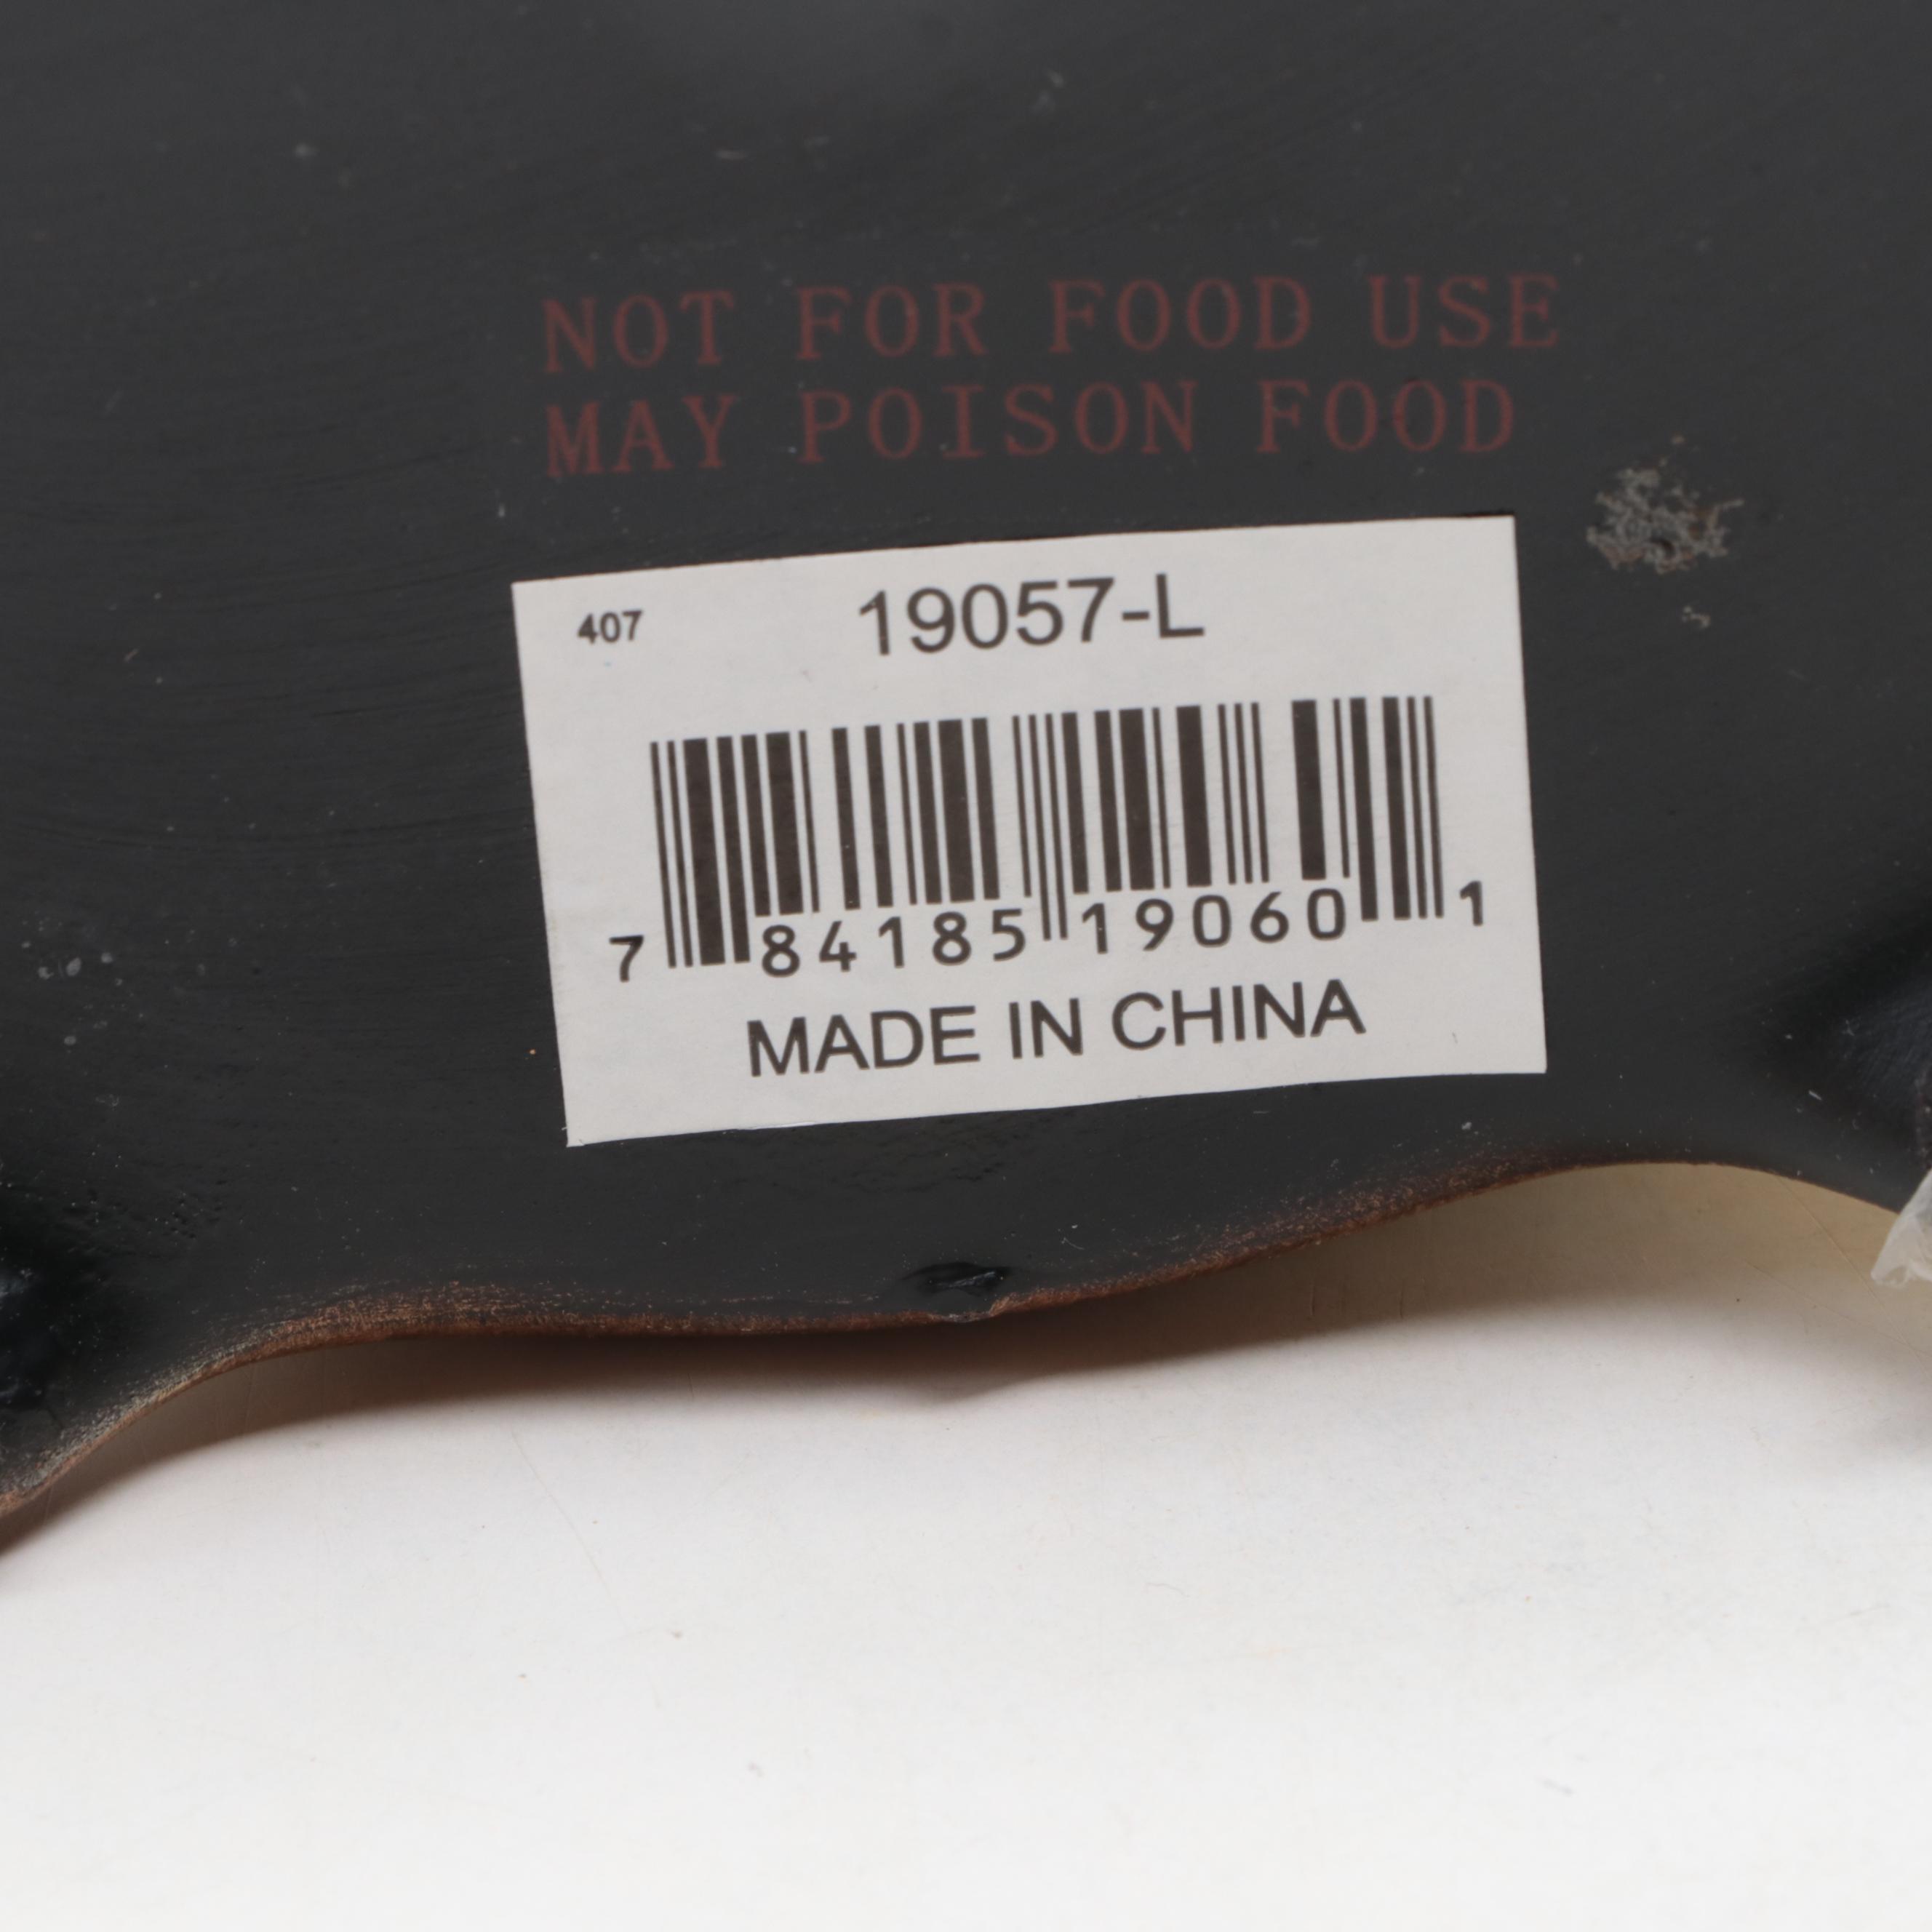 NOT FOR FOOD USE
MAY POISON FOOD
407 19057-L
7 84185 19060 1
MADE IN CHINA